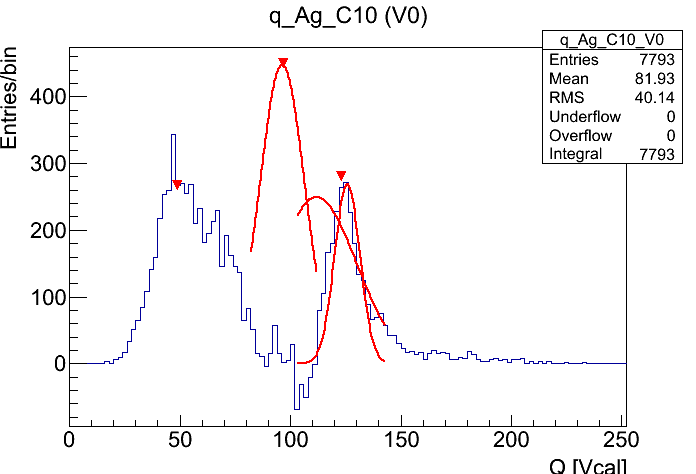 q_Ag_C10 (V0)
q_Ag_C10_V0
Entries 7793
Mean 81.93
RMS 40.14
Underflow 0
Overflow 0
Integral 7793
Entries/bin
400
300
200
100
0
0 50 100 150 200 250
Q [Vcal]